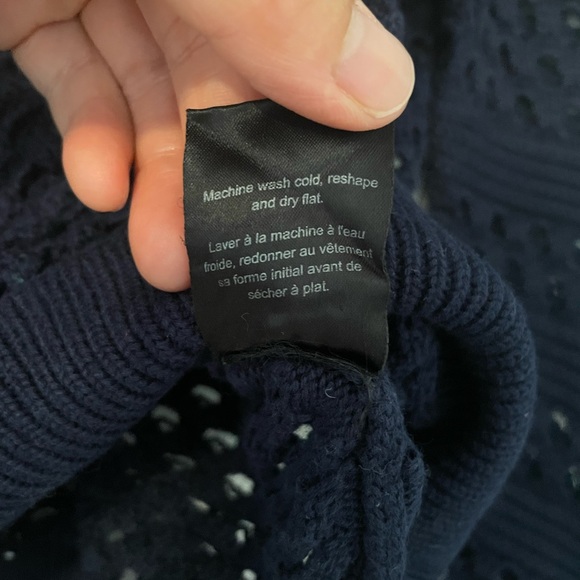 Machine wash cold, reshape
and dry flat.
Laver à la machine à l'eau
froide, redonner au vêtement
sa forme initial avant de
sécher à plat.